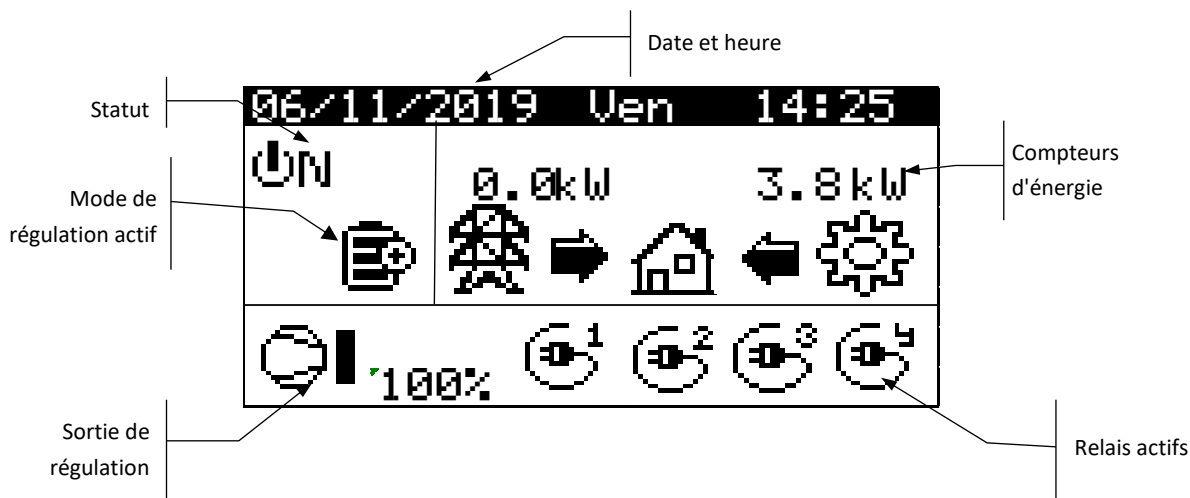 Date et heure
Statut
06/11/2019 Ven 14:25
N
Compteurs
d'énergie
0.0kW 3.8kW
Mode de
régulation actif
100%
1 2 3 4
Sortie de
régulation
Relais actifs